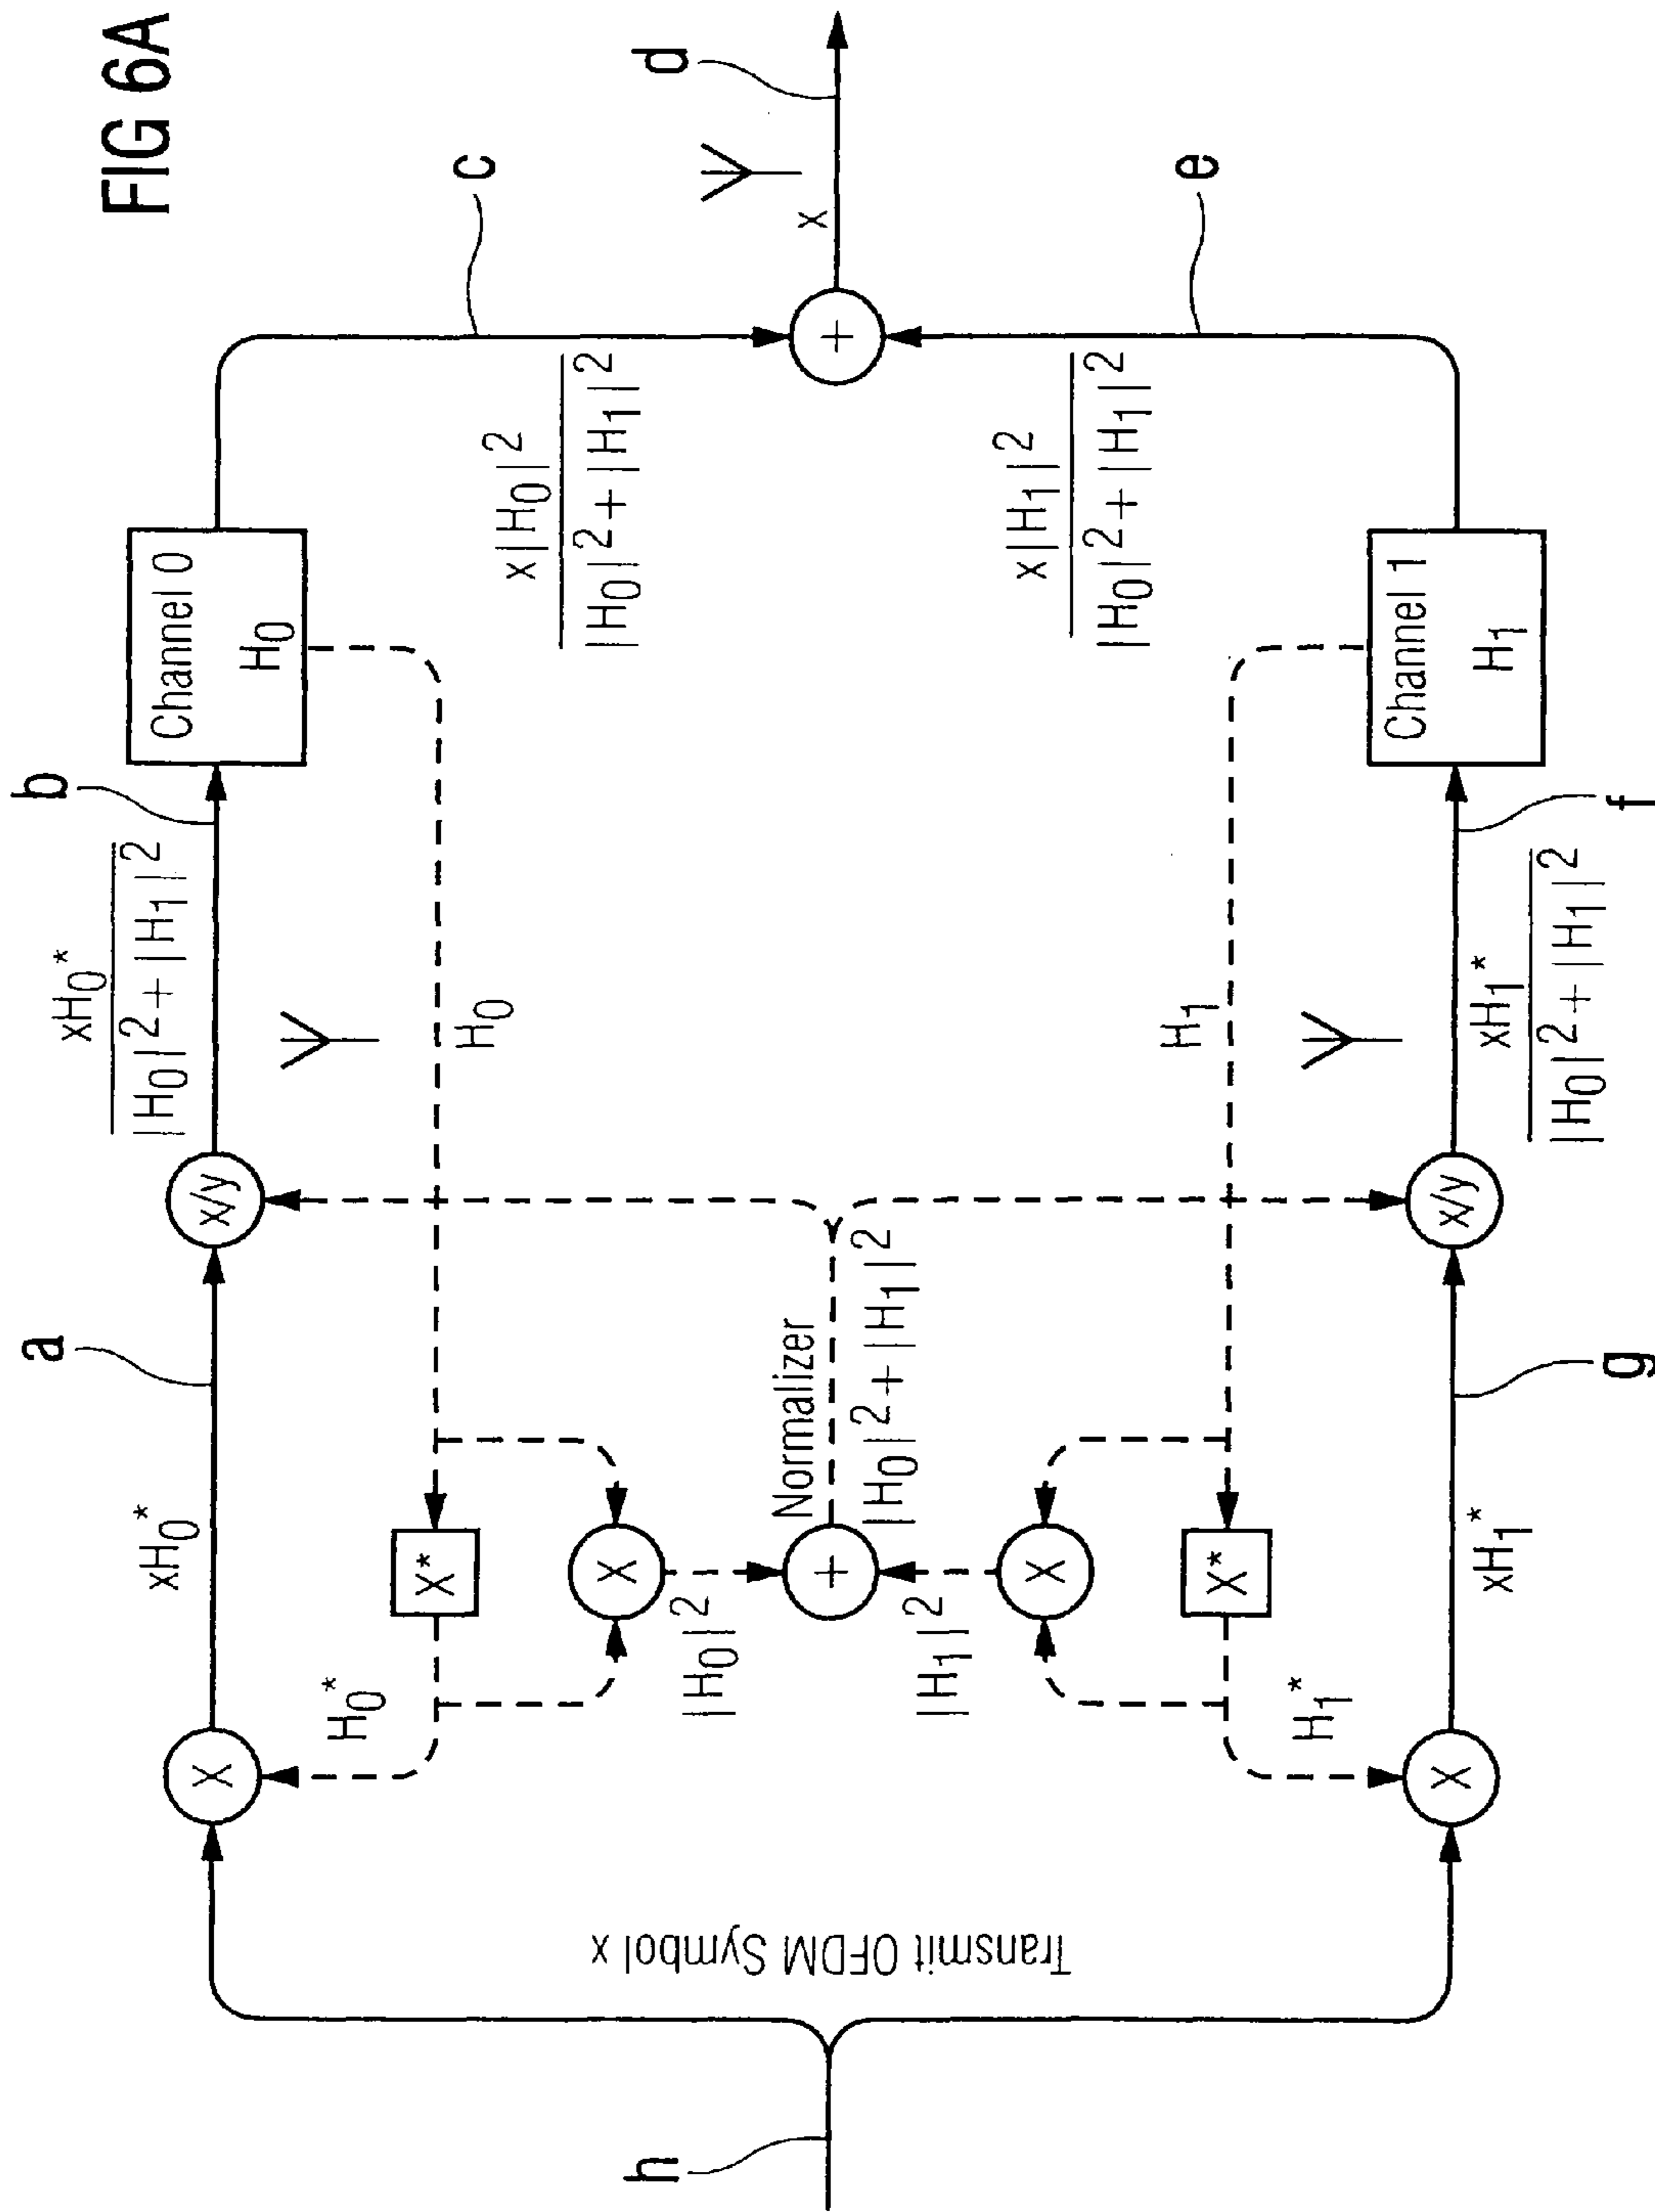 FIG 6A
a
b
c
d
e
f
g
h
Transmit OFDM Symbol x
X
xH₀*
x/y
xH₀*
|H₀|²+|H₁|²
Channel 0
H₀
x|H₀|²
|H₀|²+|H₁|²
H₀*
X*
H₀
X
|H₀|²
+
Normalizer
|H₀|²+|H₁|²
+
x
|H₁|²
X
X*
H₁
H₁*
X
xH₁*
x/y
xH₁*
|H₀|²+|H₁|²
Channel 1
H₁
x|H₁|²
|H₀|²+|H₁|²